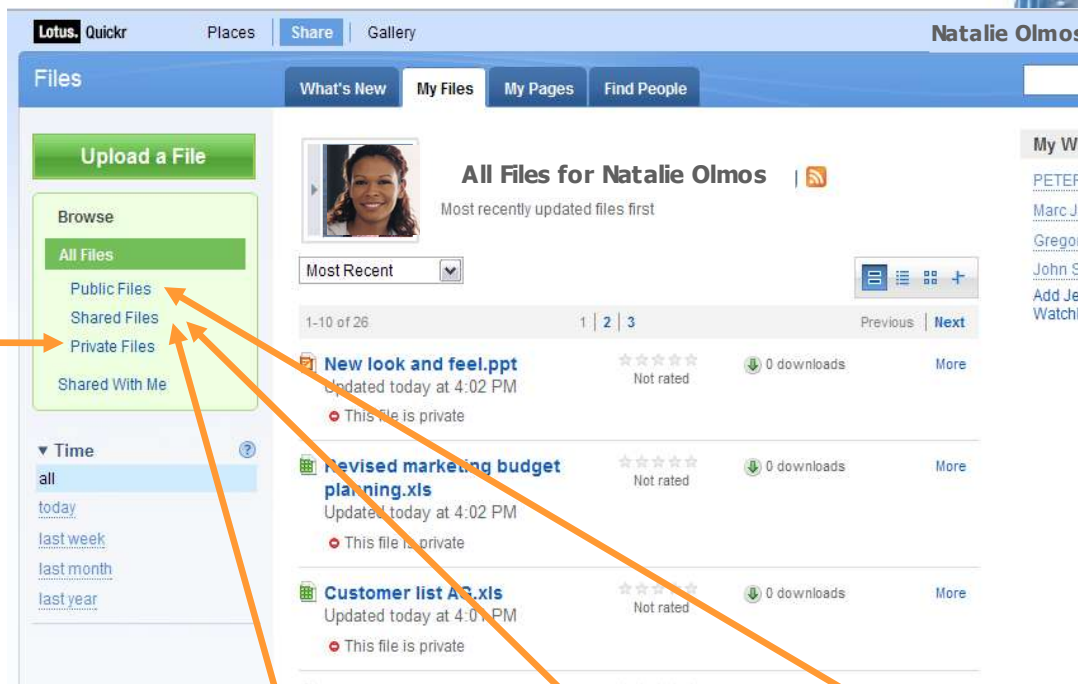 Lotus. Quickr Places Share Gallery
Natalie Olmos
Files
What's New My Files My Pages Find People
Upload a File
Browse
All Files
Public Files
Shared Files
Private Files
Shared With Me
Time
all
today
last week
last month
last year
All Files for Natalie Olmos
Most recently updated files first
Most Recent
1-10 of 26 1 | 2 | 3 Previous | Next
New look and feel.ppt Not rated 0 downloads More
Updated today at 4:02 PM
This file is private
Revised marketing budget Not rated 0 downloads More
planning.xls
Updated today at 4:02 PM
This file is private
Customer list AG.xls Not rated 0 downloads More
Updated today at 4:01 PM
This file is private
My W
PETER
Marc J
Gregor
John S
Add Je
Watchl